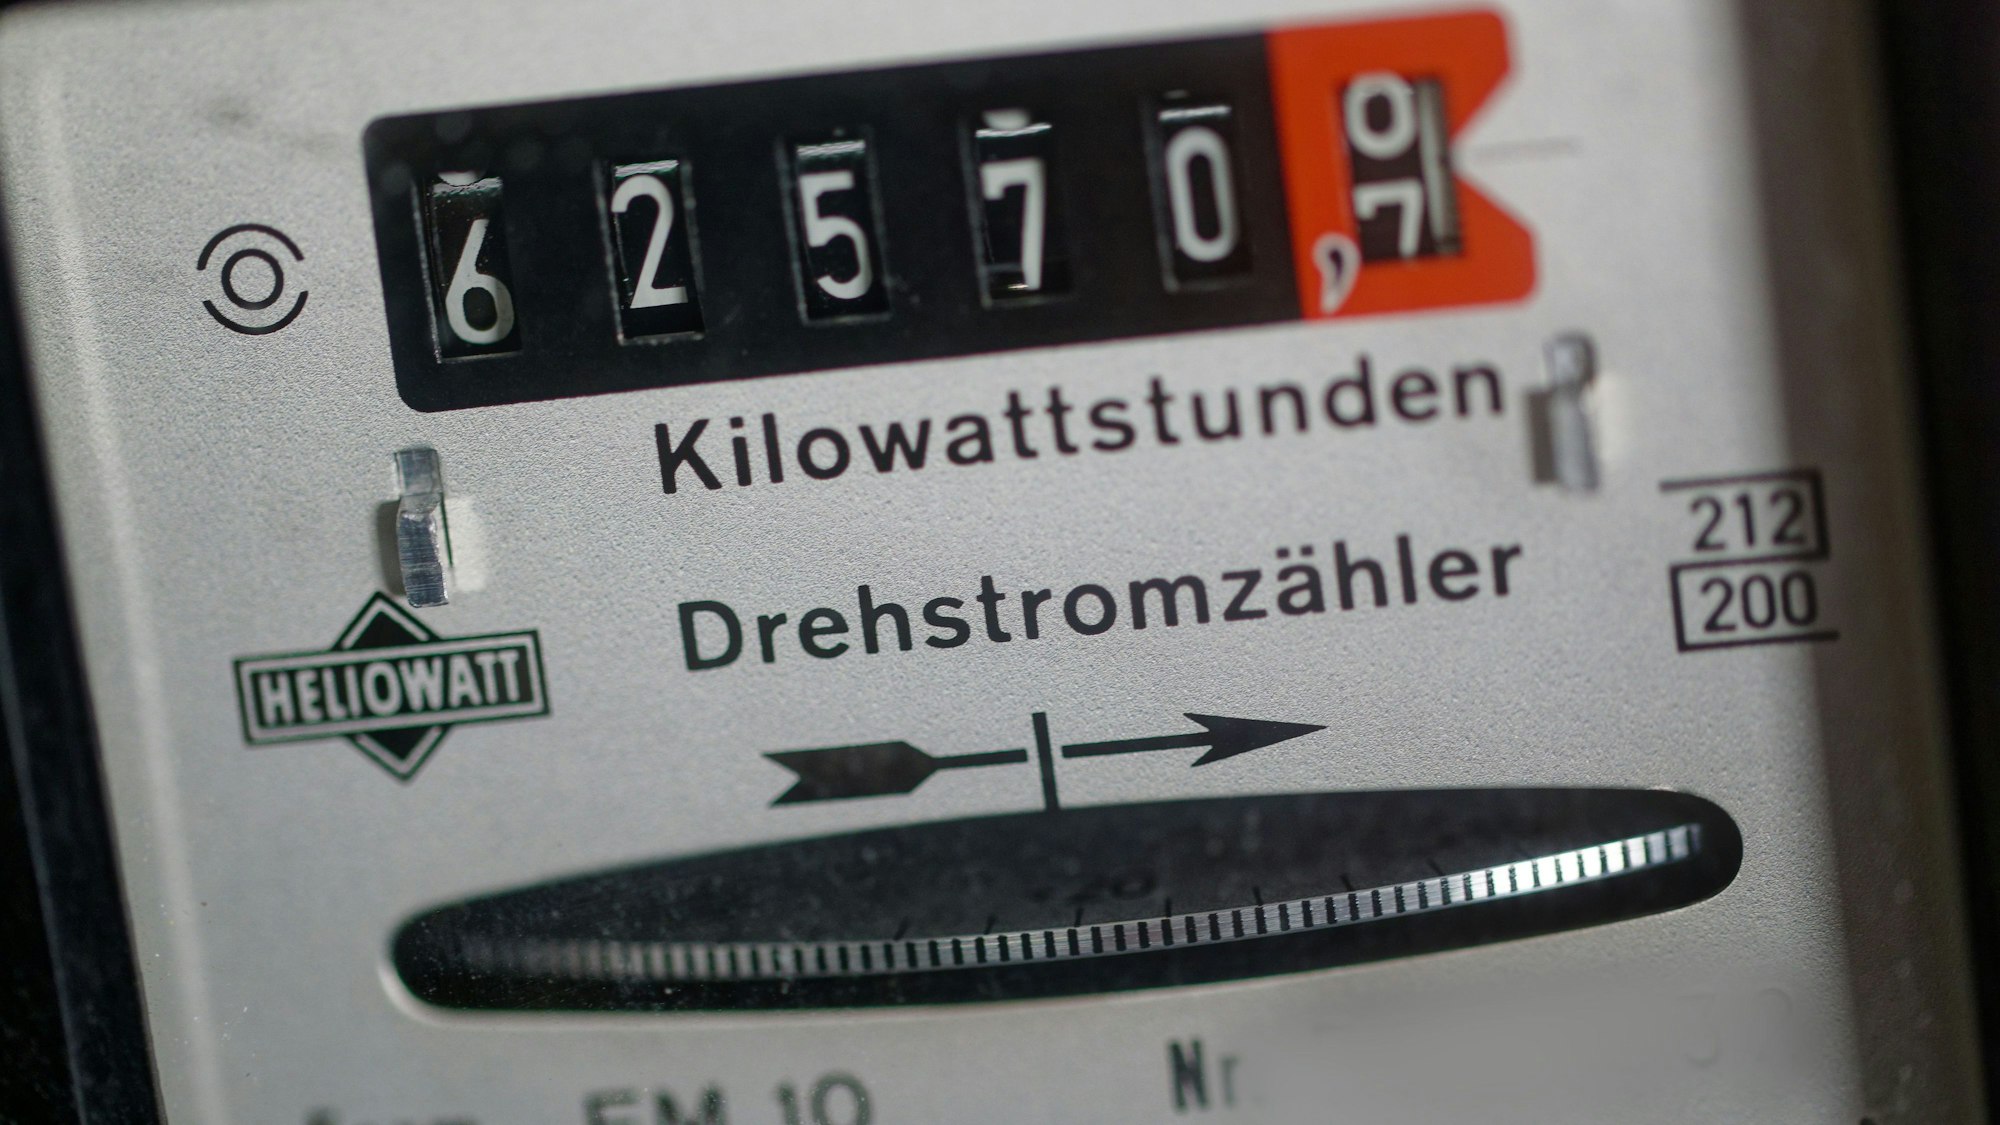 62570,7
Kilowattstunden
212
200
Drehstromzähler
HELIOWATT
Nr.